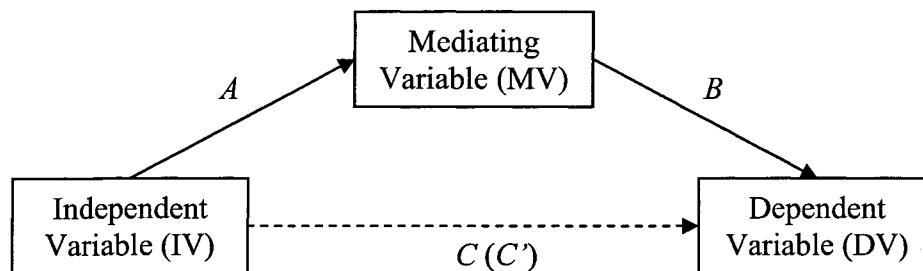 Mediating
Variable (MV)
A
B
Independent
Variable (IV)
Dependent
Variable (DV)
C (C’)